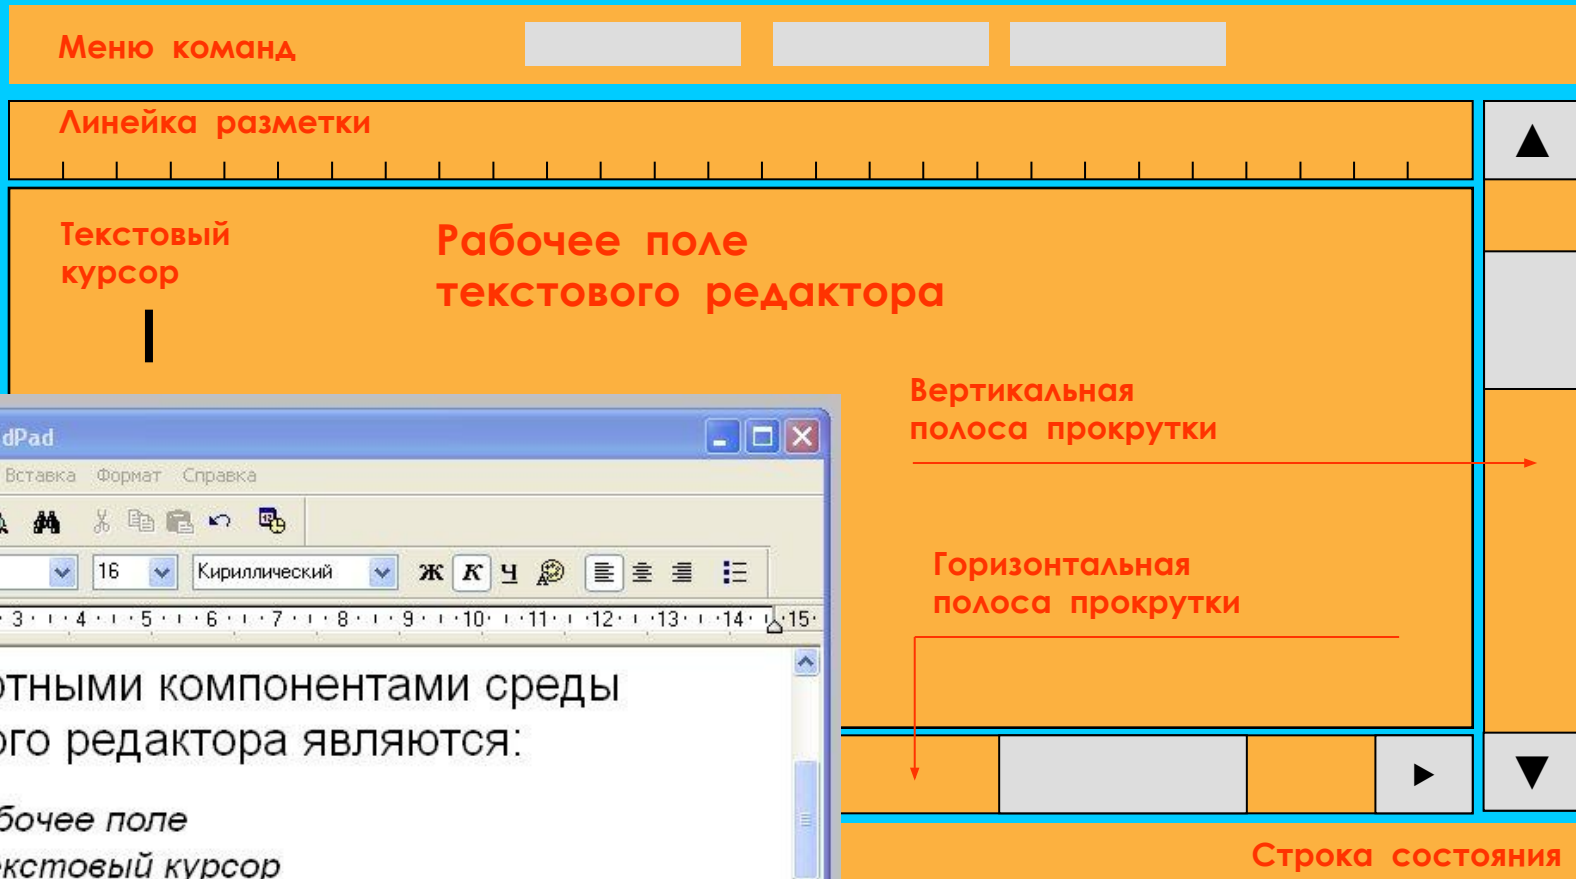 Меню команд
Линейка разметки
Текстовый
курсор
Рабочее поле
текстового редактора
Вертикальная
полоса прокрутки
Горизонтальная
полоса прокрутки
Строка состояния
dPad
Вставка Формат Справка
16 Кириллический Ж К Ч
3 4 5 6 7 8 9 10 11 12 13 14 15
отными компонентами среды
ого редактора являются:
бочее поле
екстовый курсор